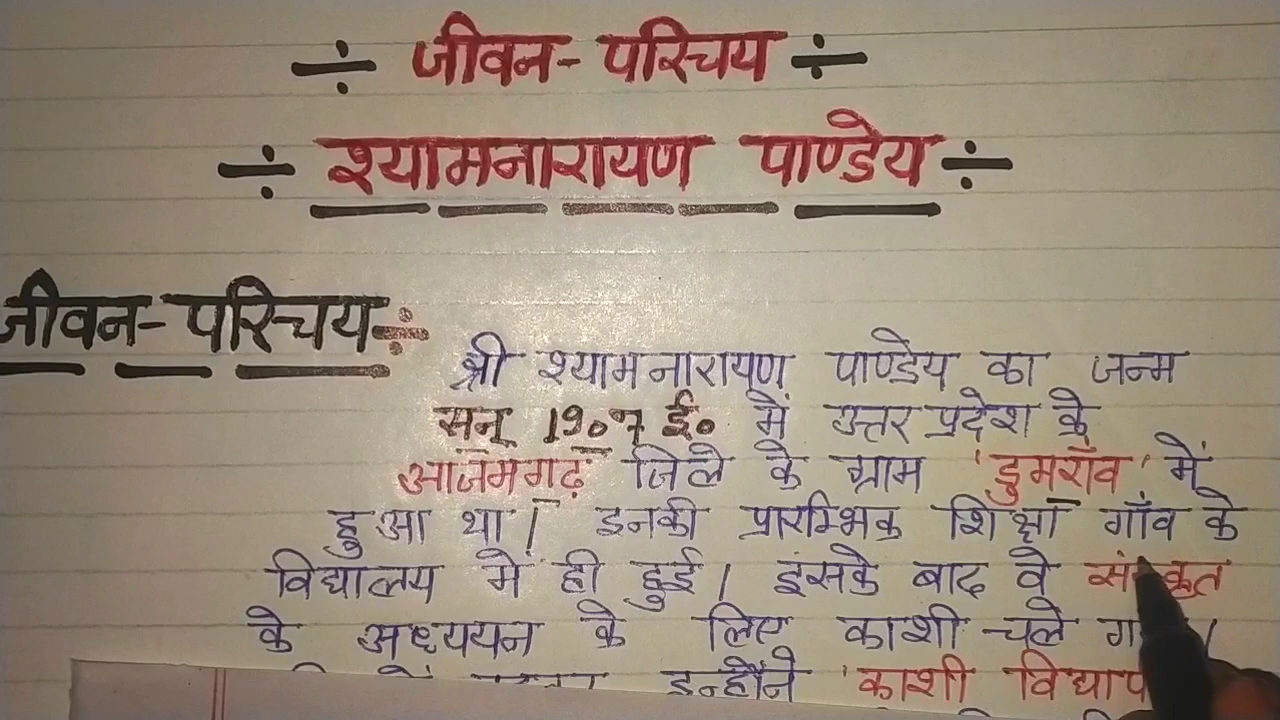 ÷ जीवन - परिचय ÷
÷ श्यामनारायण पाण्डेय ÷
जीवन - परिचय ÷
श्री श्यामनारायण पाण्डेय का जन्म
सन् 1907 ई० में उत्तर प्रदेश के
आजमगढ़ जिले के ग्राम 'डुमराँव' में
हुआ था। इनकी प्रारम्भिक शिक्षा गाँव के
विद्यालय में ही हुई। इसके बाद वे
के अध्ययन के लिए काशी चले
इन्होंने 'काशी